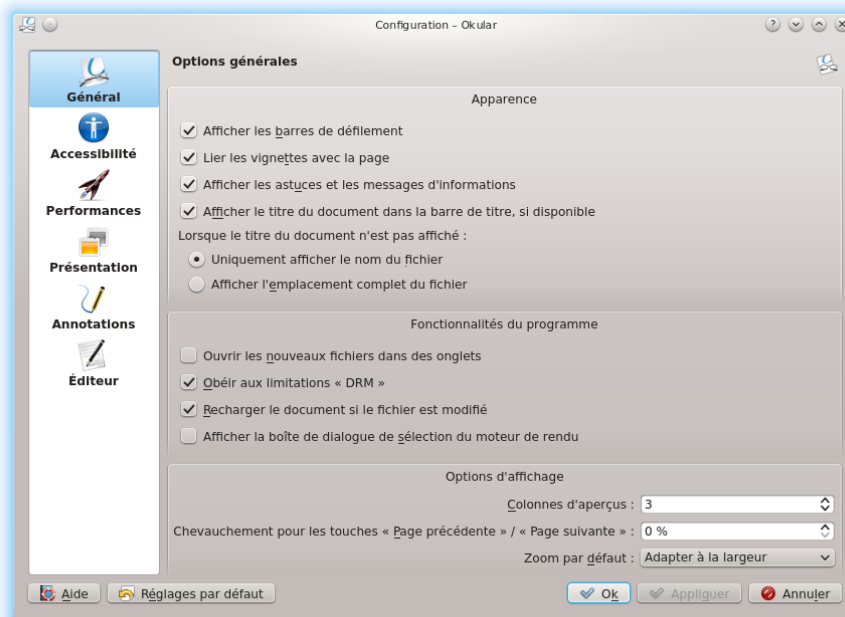 Configuration – Okular
Général
Accessibilité
Performances
Présentation
Annotations
Éditeur
Options générales
Apparence
Afficher les barres de défilement
Lier les vignettes avec la page
Afficher les astuces et les messages d'informations
Afficher le titre du document dans la barre de titre, si disponible
Lorsque le titre du document n'est pas affiché :
Uniquement afficher le nom du fichier
Afficher l'emplacement complet du fichier
Fonctionnalités du programme
Ouvrir les nouveaux fichiers dans des onglets
Obéir aux limitations « DRM »
Recharger le document si le fichier est modifié
Afficher la boîte de dialogue de sélection du moteur de rendu
Options d'affichage
Colonnes d'aperçus : 3
Chevauchement pour les touches « Page précédente » / « Page suivante » : 0 %
Zoom par défaut : Adapter à la largeur
Aide Réglages par défaut Ok Appliquer Annuler